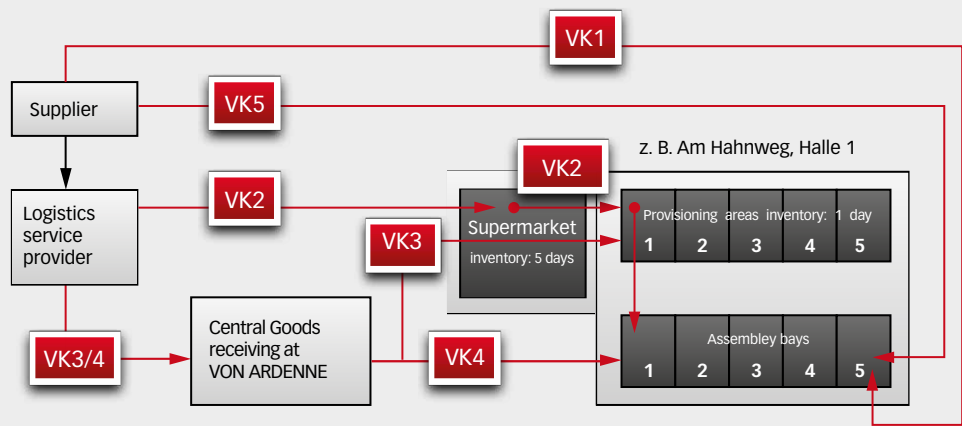 VK1
Supplier
VK5
z. B. Am Hahnweg, Halle 1
VK2
Logistics
service
provider
VK2
Supermarket
inventory: 5 days
Provisioning areas inventory: 1 day
1 2 3 4 5
VK3
VK3/4
Central Goods
receiving at
VON ARDENNE
VK4
Assembley bays
1 2 3 4 5